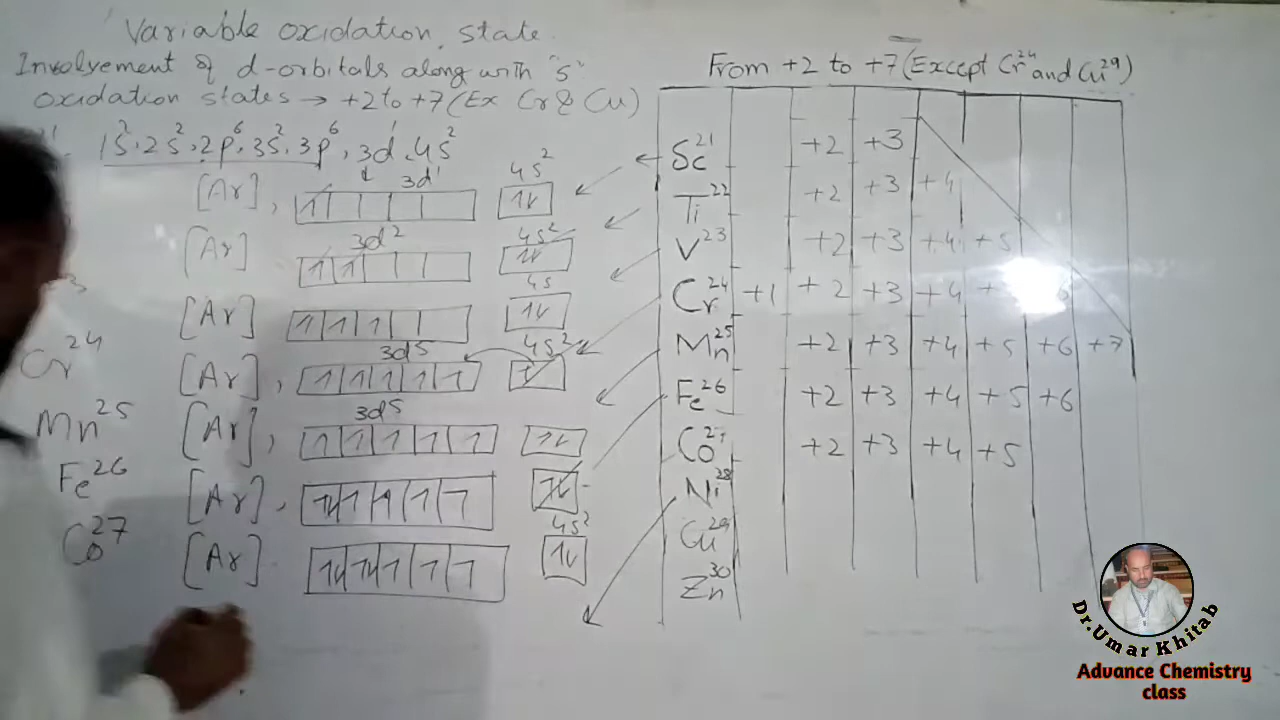 Variable oxidation state.
Involvement of d-orbitals along with "s"
oxidation states → +2 to +7 (Ex Cr & Cu)
1s², 2s², 2p⁶, 3s², 3p⁶, 3d¹, 4s²
[Ar], 3d¹ 4s²
[Ar] 3d² 4s²
[Ar] 4s
Cr²⁴ [Ar], 3d⁵ 4s²
Mn²⁵ [Ar], 3d⁵
Fe²⁶ [Ar],
Co²⁷ [Ar] 4s²
From +2 to +7 (Except Cr²⁴ and Cu²⁹)
Sc²¹ +2 +3
Ti²² +2 +3 +4
V²³ +2 +3 +4 +5
Cr²⁴ +1 +2 +3 +4 + 6
Mn²⁵ +2 +3 +4 +5 +6 +7
Fe²⁶ +2 +3 +4 +5 +6
Co²⁷ +2 +3 +4 +5
Ni²⁸
Cu²⁹
Zn³⁰
Dr.Umar Khitab
Advance Chemistry
class